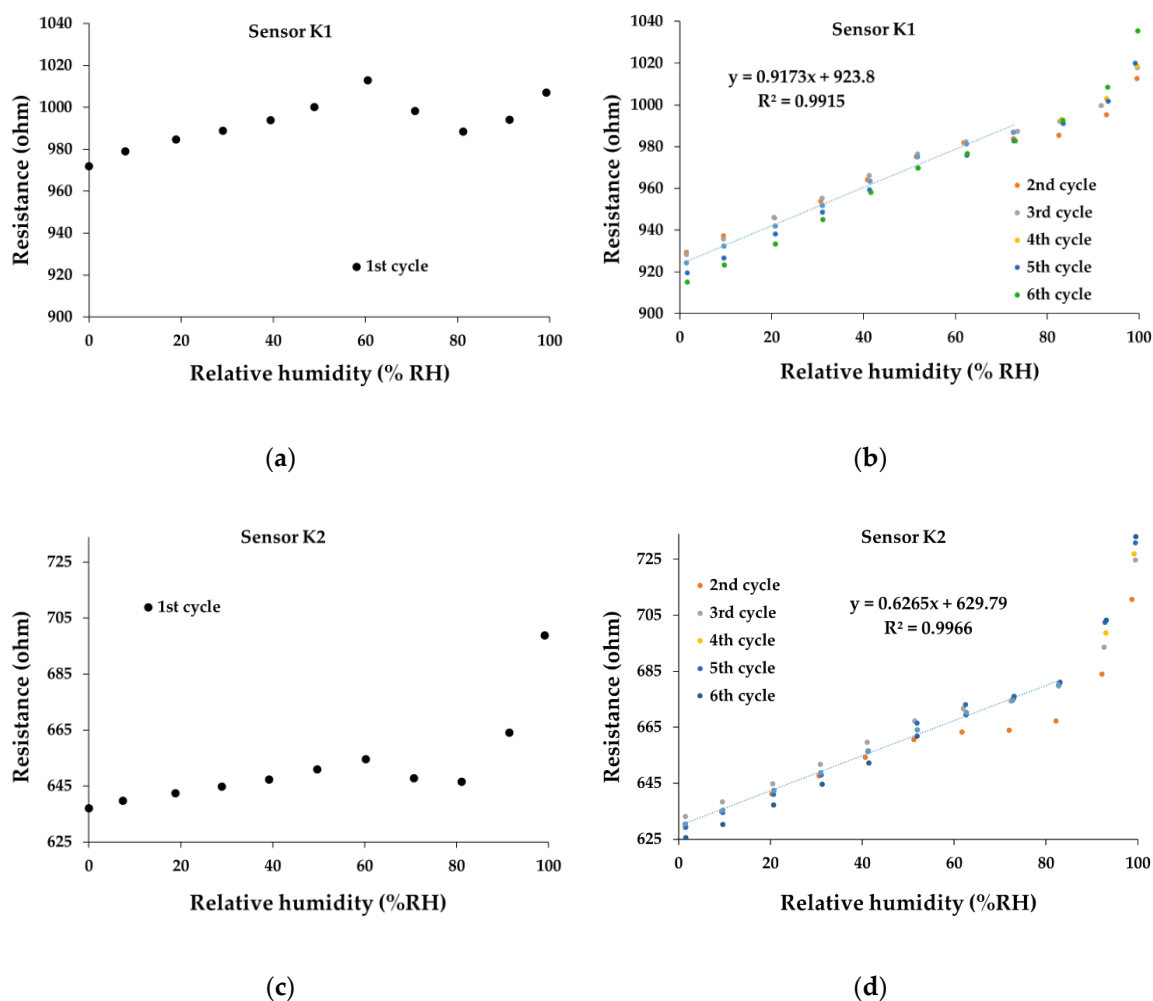 Sensor K1
1040
1020
1000
980
960
940
920
900
Resistance (ohm)
1st cycle
0 20 40 60 80 100
Relative humidity (% RH)
(a)
Sensor K1
1040
1020
1000
980
960
940
920
900
Resistance (ohm)
y = 0.9173x + 923.8
R² = 0.9915
2nd cycle
3rd cycle
4th cycle
5th cycle
6th cycle
0 20 40 60 80 100
Relative humidity (% RH)
(b)
Sensor K2
725
705
685
665
645
625
Resistance (ohm)
1st cycle
0 20 40 60 80 100
Relative humidity (%RH)
(c)
Sensor K2
725
705
685
665
645
625
Resistance (ohm)
2nd cycle
3rd cycle
4th cycle
5th cycle
6th cycle
y = 0.6265x + 629.79
R² = 0.9966
0 20 40 60 80 100
Relative humidity (%RH)
(d)